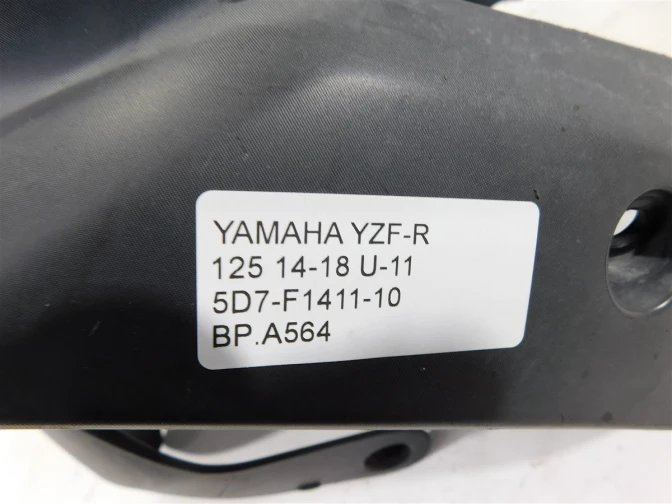 YAMAHA YZF-R
125 14-18 U-11
5D7-F1411-10
BP.A564